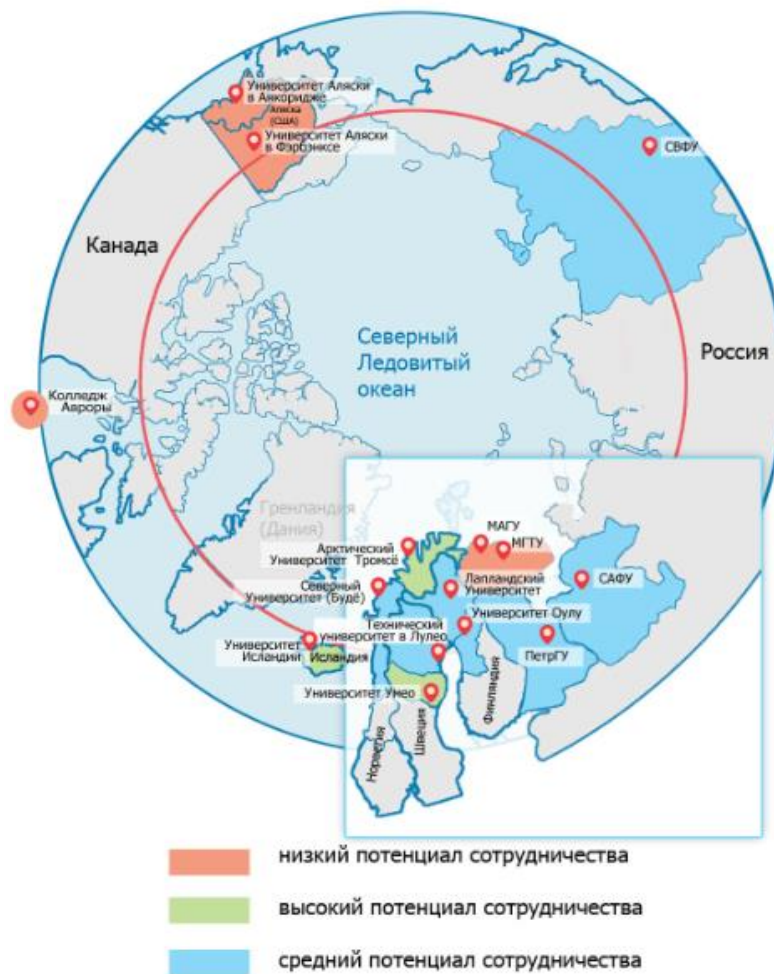 Университет Аляски
в Анкоридже
Аляска
(США)
Университет Аляски
в Фэрбэнксе
СВФУ
Канада
Северный
Ледовитый
океан
Россия
Колледж
Авроры
Гренландия
(Дания)
МАГУ
МГТУ
Арктический
Университет Тромсё
Лапландский
Университет
САФУ
Северный
Университет (Будё)
Университет Оулу
Технический
университет в Лулео
Университет
Исландии
Исландия
ПетрГУ
Университет Умео
Финляндия
Швеция
Норвегия
низкий потенциал сотрудничества
высокий потенциал сотрудничества
средний потенциал сотрудничества